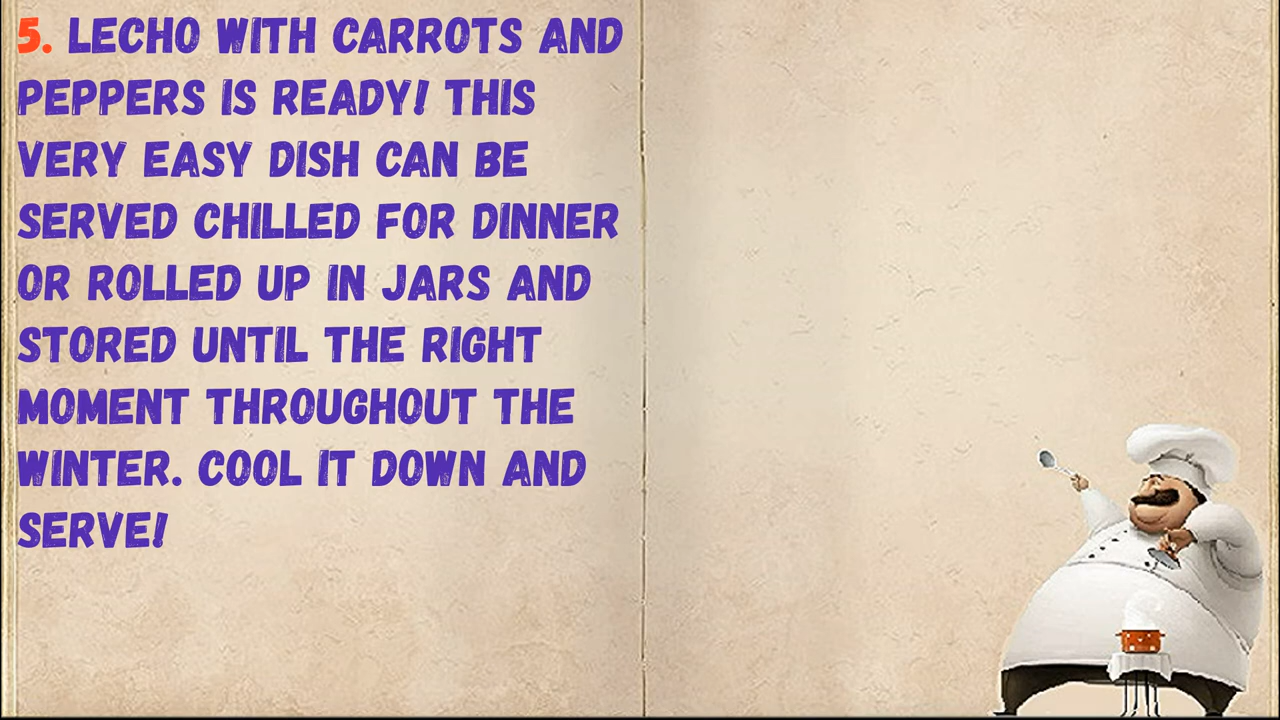 5. LECHO WITH CARROTS AND
PEPPERS IS READY! THIS
VERY EASY DISH CAN BE
SERVED CHILLED FOR DINNER
OR ROLLED UP IN JARS AND
STORED UNTIL THE RIGHT
MOMENT THROUGHOUT THE
WINTER. COOL IT DOWN AND
SERVE!